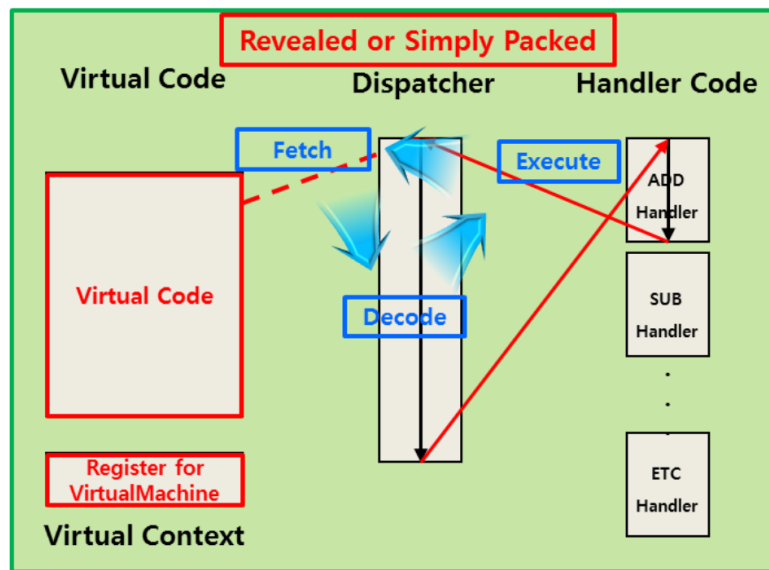 Revealed or Simply Packed
Virtual Code
Dispatcher
Handler Code
Fetch
Execute
ADD
Handler
Virtual Code
Decode
SUB
Handler
.
.
.
Register for
VirtualMachine
ETC
Handler
Virtual Context